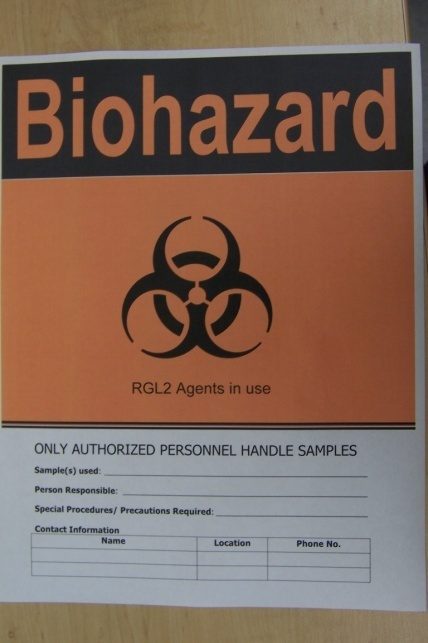 Biohazard
RGL2 Agents in use
ONLY AUTHORIZED PERSONNEL HANDLE SAMPLES
Sample(s) used:
Person Responsible:
Special Procedures/ Precautions Required:
Contact Information
Name Location Phone No.